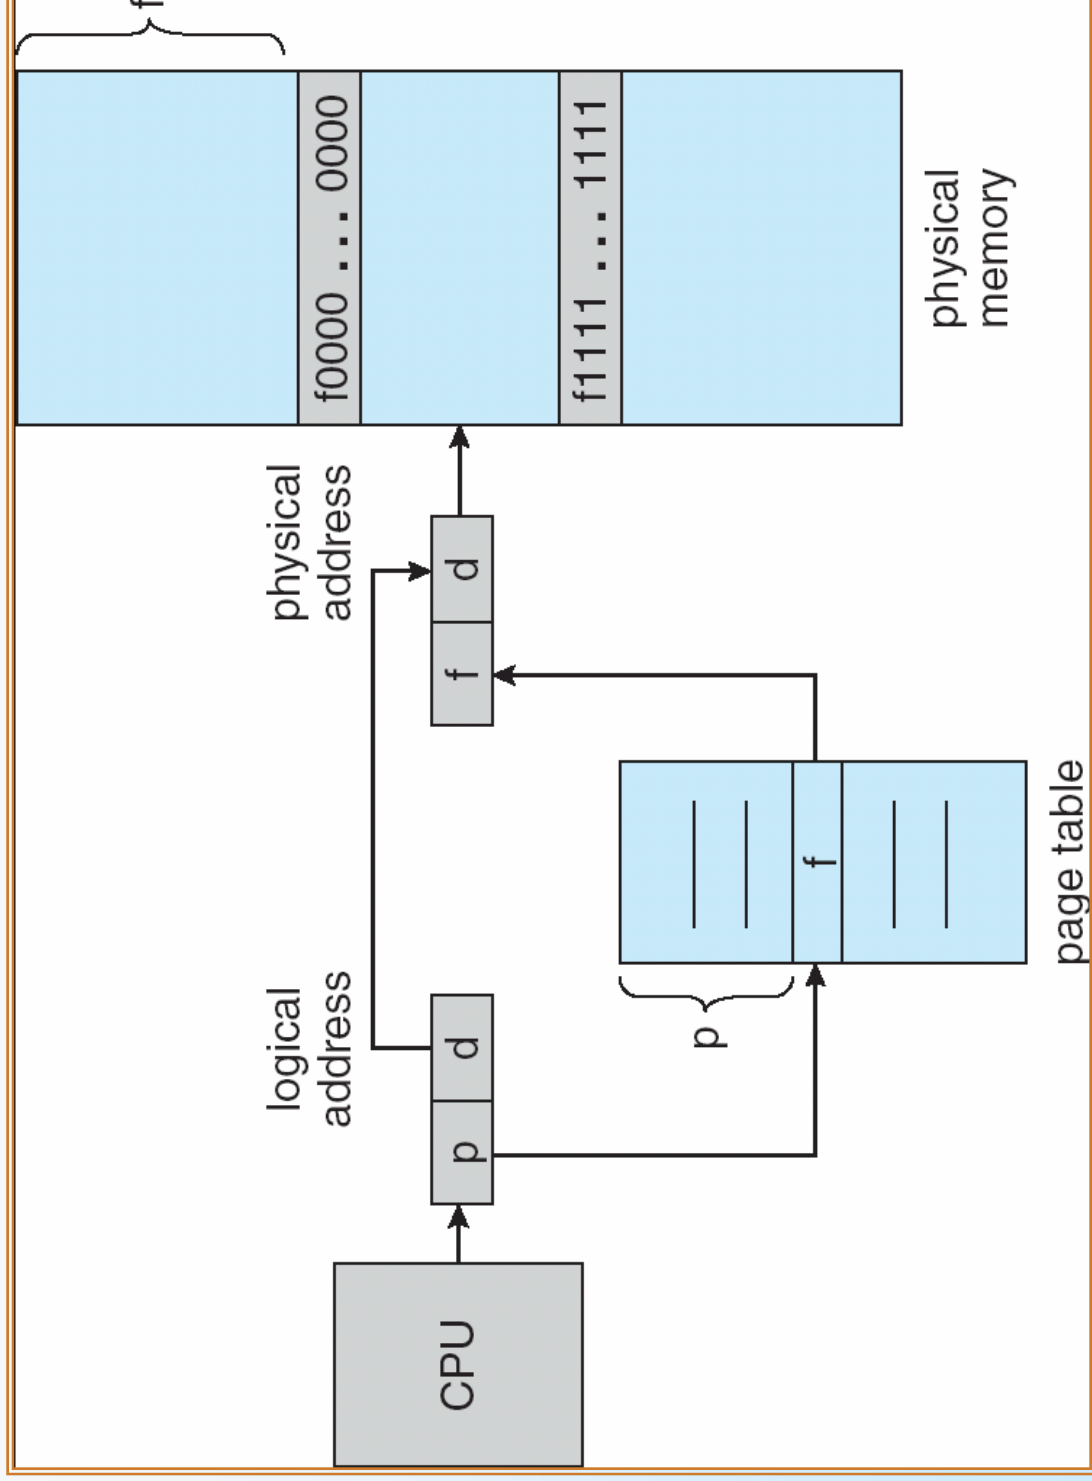 CPU
logical
address
p
d
p
f
page table
physical
address
f
d
f0000 ... 0000
f1111 ... 1111
physical
memory
f